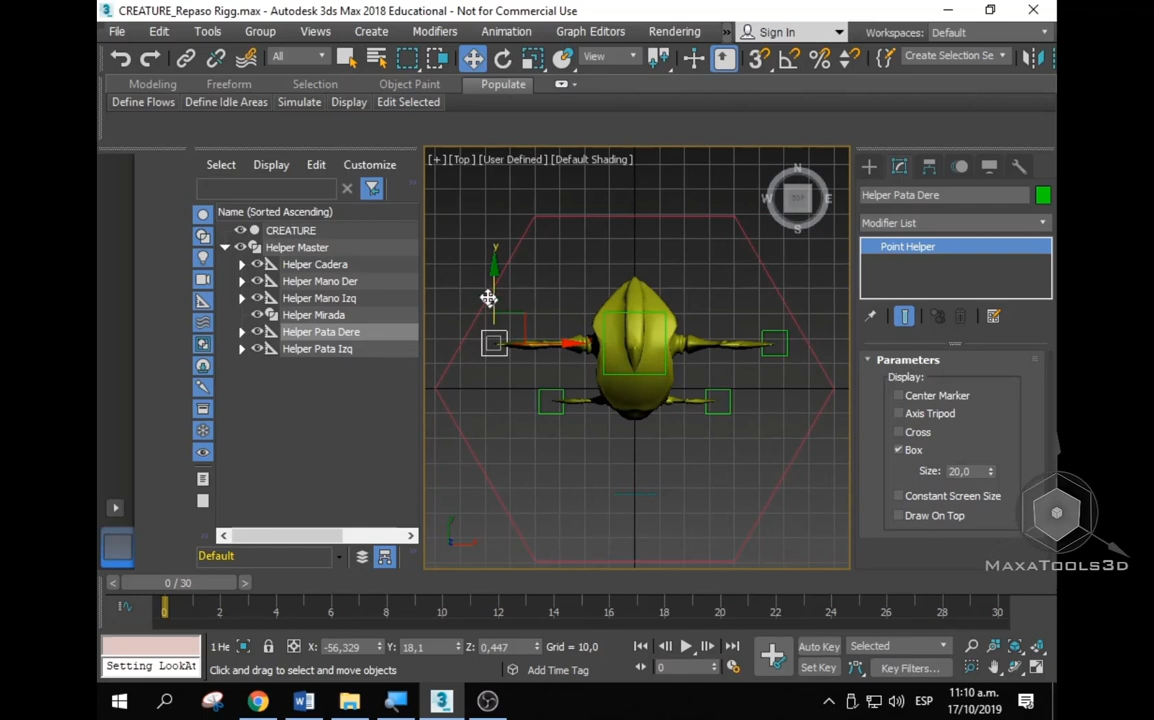 CREATURE_Repaso Rigg.max - Autodesk 3ds Max 2018 Educational - Not for Commercial Use
File Edit Tools Group Views Create Modifiers Animation Graph Editors Rendering » Sign In Workspaces: Default
All View Create Selection Se
Modeling Freeform Selection Object Paint Populate
Define Flows Define Idle Areas Simulate Display Edit Selected
Select Display Edit Customize
Name (Sorted Ascending)
CREATURE
Helper Master
Helper Cadera
Helper Mano Der
Helper Mano Izq
Helper Mirada
Helper Pata Dere
Helper Pata Izq
Default
[+] [Top] [User Defined] [Default Shading]
N
W TOP E
S
y
Helper Pata Dere
Modifier List
Point Helper
Parameters
Display:
Center Marker
Axis Tripod
Cross
Box
Size: 20,0
Constant Screen Size
Draw On Top
MAXATOOLS3D
0 / 30
0 2 4 6 8 10 12 14 16 18 20 22 24 26 28 30
1 He X: -56,329 Y: 18,1 Z: 0,447 Grid = 10,0 Auto Key Selected
Setting LookAt Click and drag to select and move objects Add Time Tag 0 Set Key Key Filters...
ESP 11:10 a.m.
17/10/2019